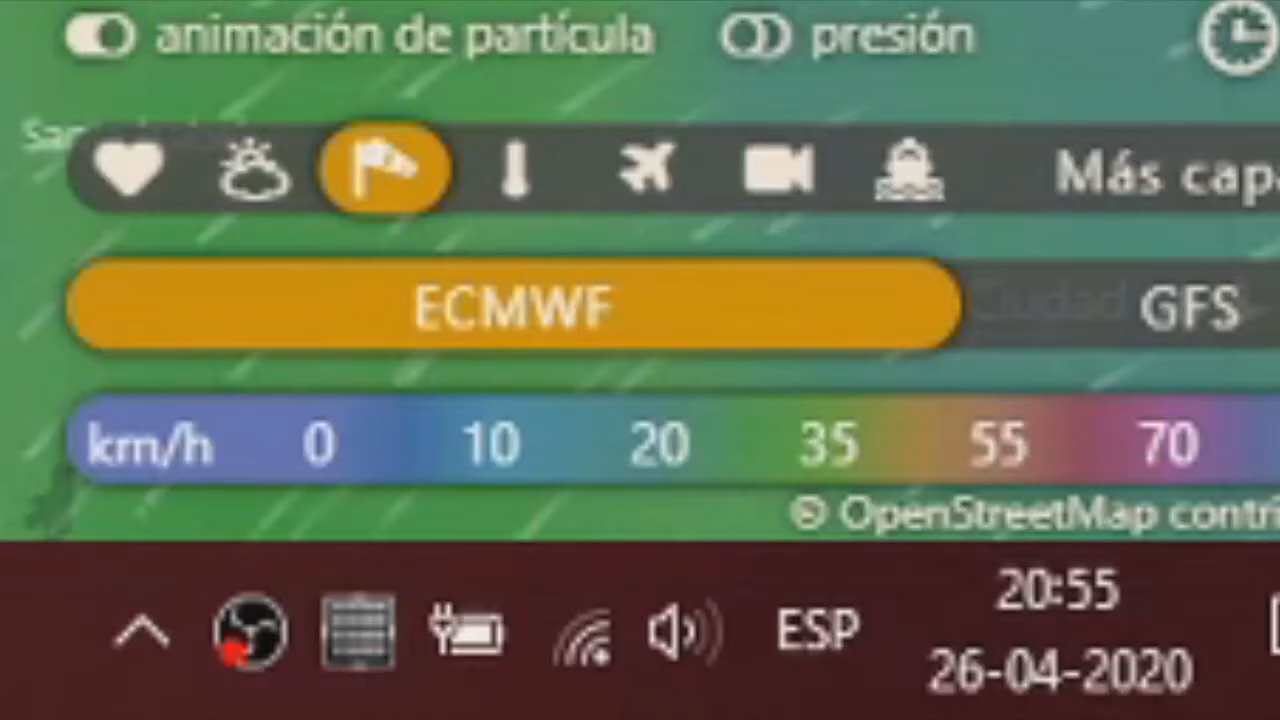 animación de partícula presión
Más capa
ECMWF GFS
km/h 0 10 20 35 55 70
© OpenStreetMap contri
ESP
20:55
26-04-2020